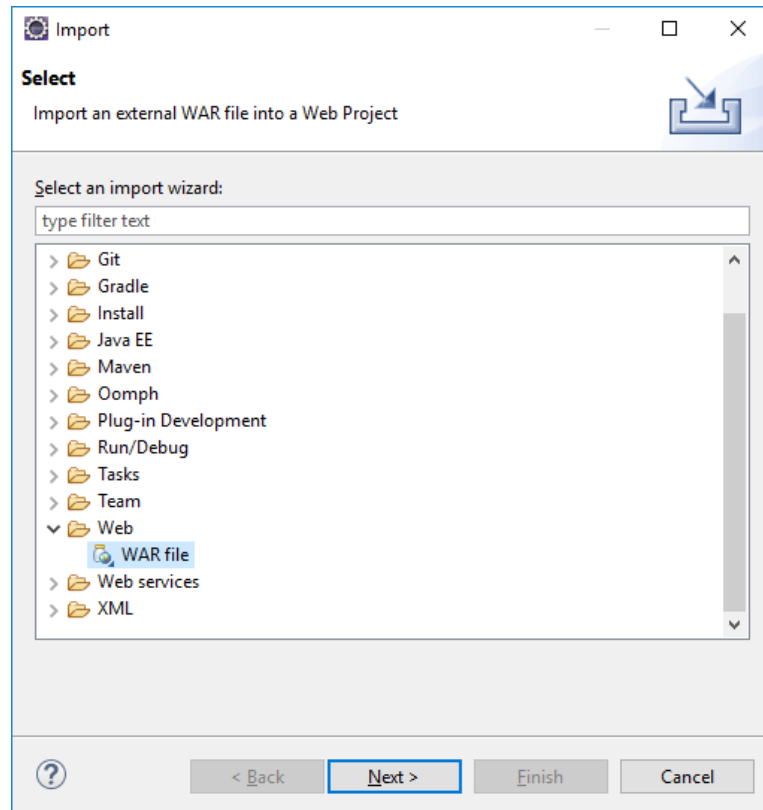 Import
Select
Import an external WAR file into a Web Project
Select an import wizard:
type filter text
Git
Gradle
Install
Java EE
Maven
Oomph
Plug-in Development
Run/Debug
Tasks
Team
Web
WAR file
Web services
XML
? < Back Next > Finish Cancel